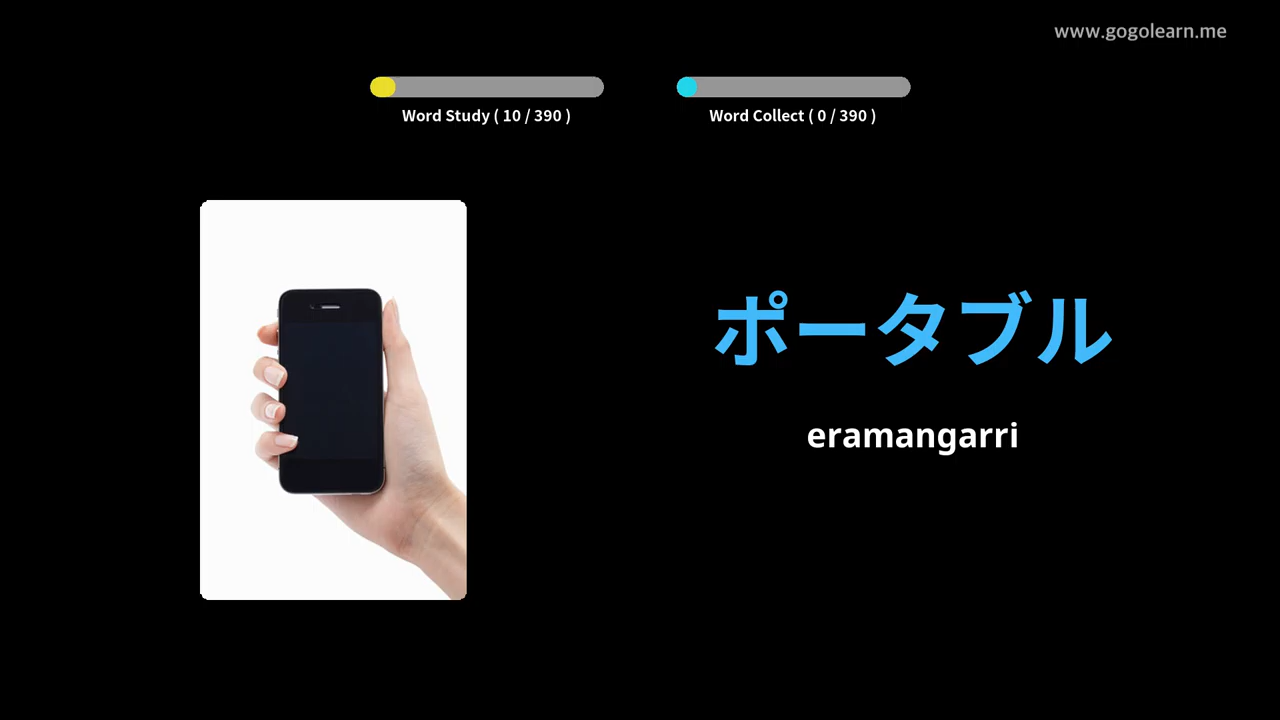 www.gogolearn.me
Word Study ( 10 / 390 )
Word Collect ( 0 / 390 )
ポータブル
eramangarri